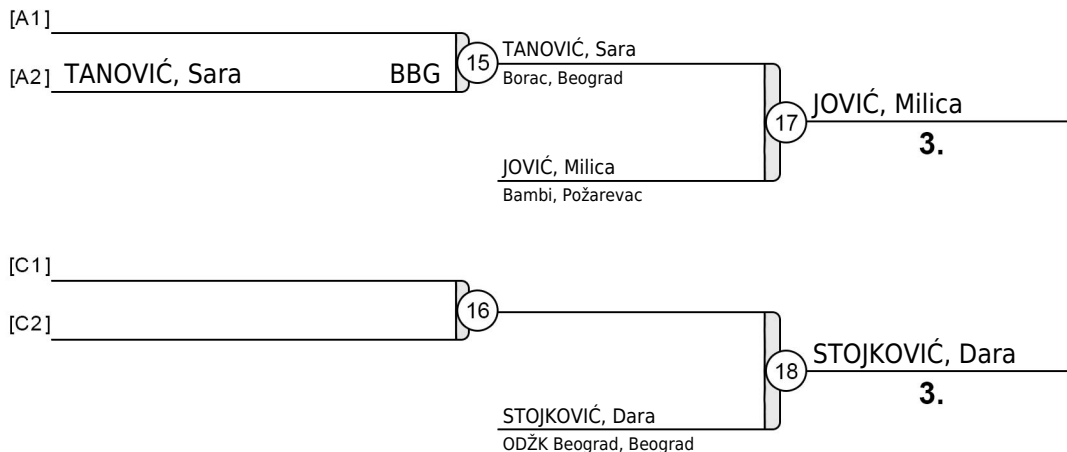 [A1]
[A2] TANOVIĆ, Sara BBG
15
TANOVIĆ, Sara
Borac, Beograd
17
JOVIĆ, Milica
3.
JOVIĆ, Milica
Bambi, Požarevac
[C1]
[C2]
16
18
STOJKOVIĆ, Dara
3.
STOJKOVIĆ, Dara
ODŽK Beograd, Beograd